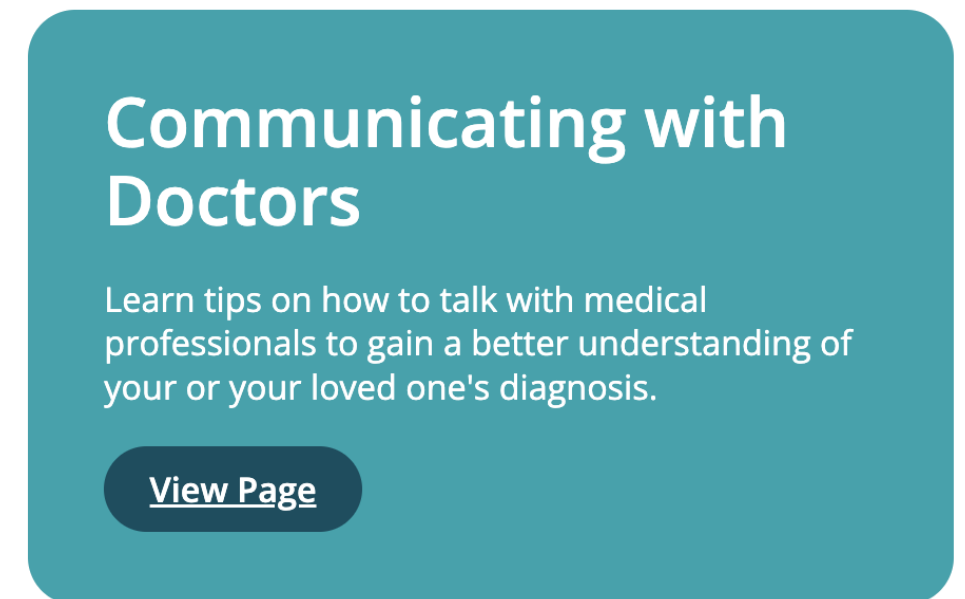 Communicating with
Doctors
Learn tips on how to talk with medical
professionals to gain a better understanding of
your or your loved one's diagnosis.
View Page